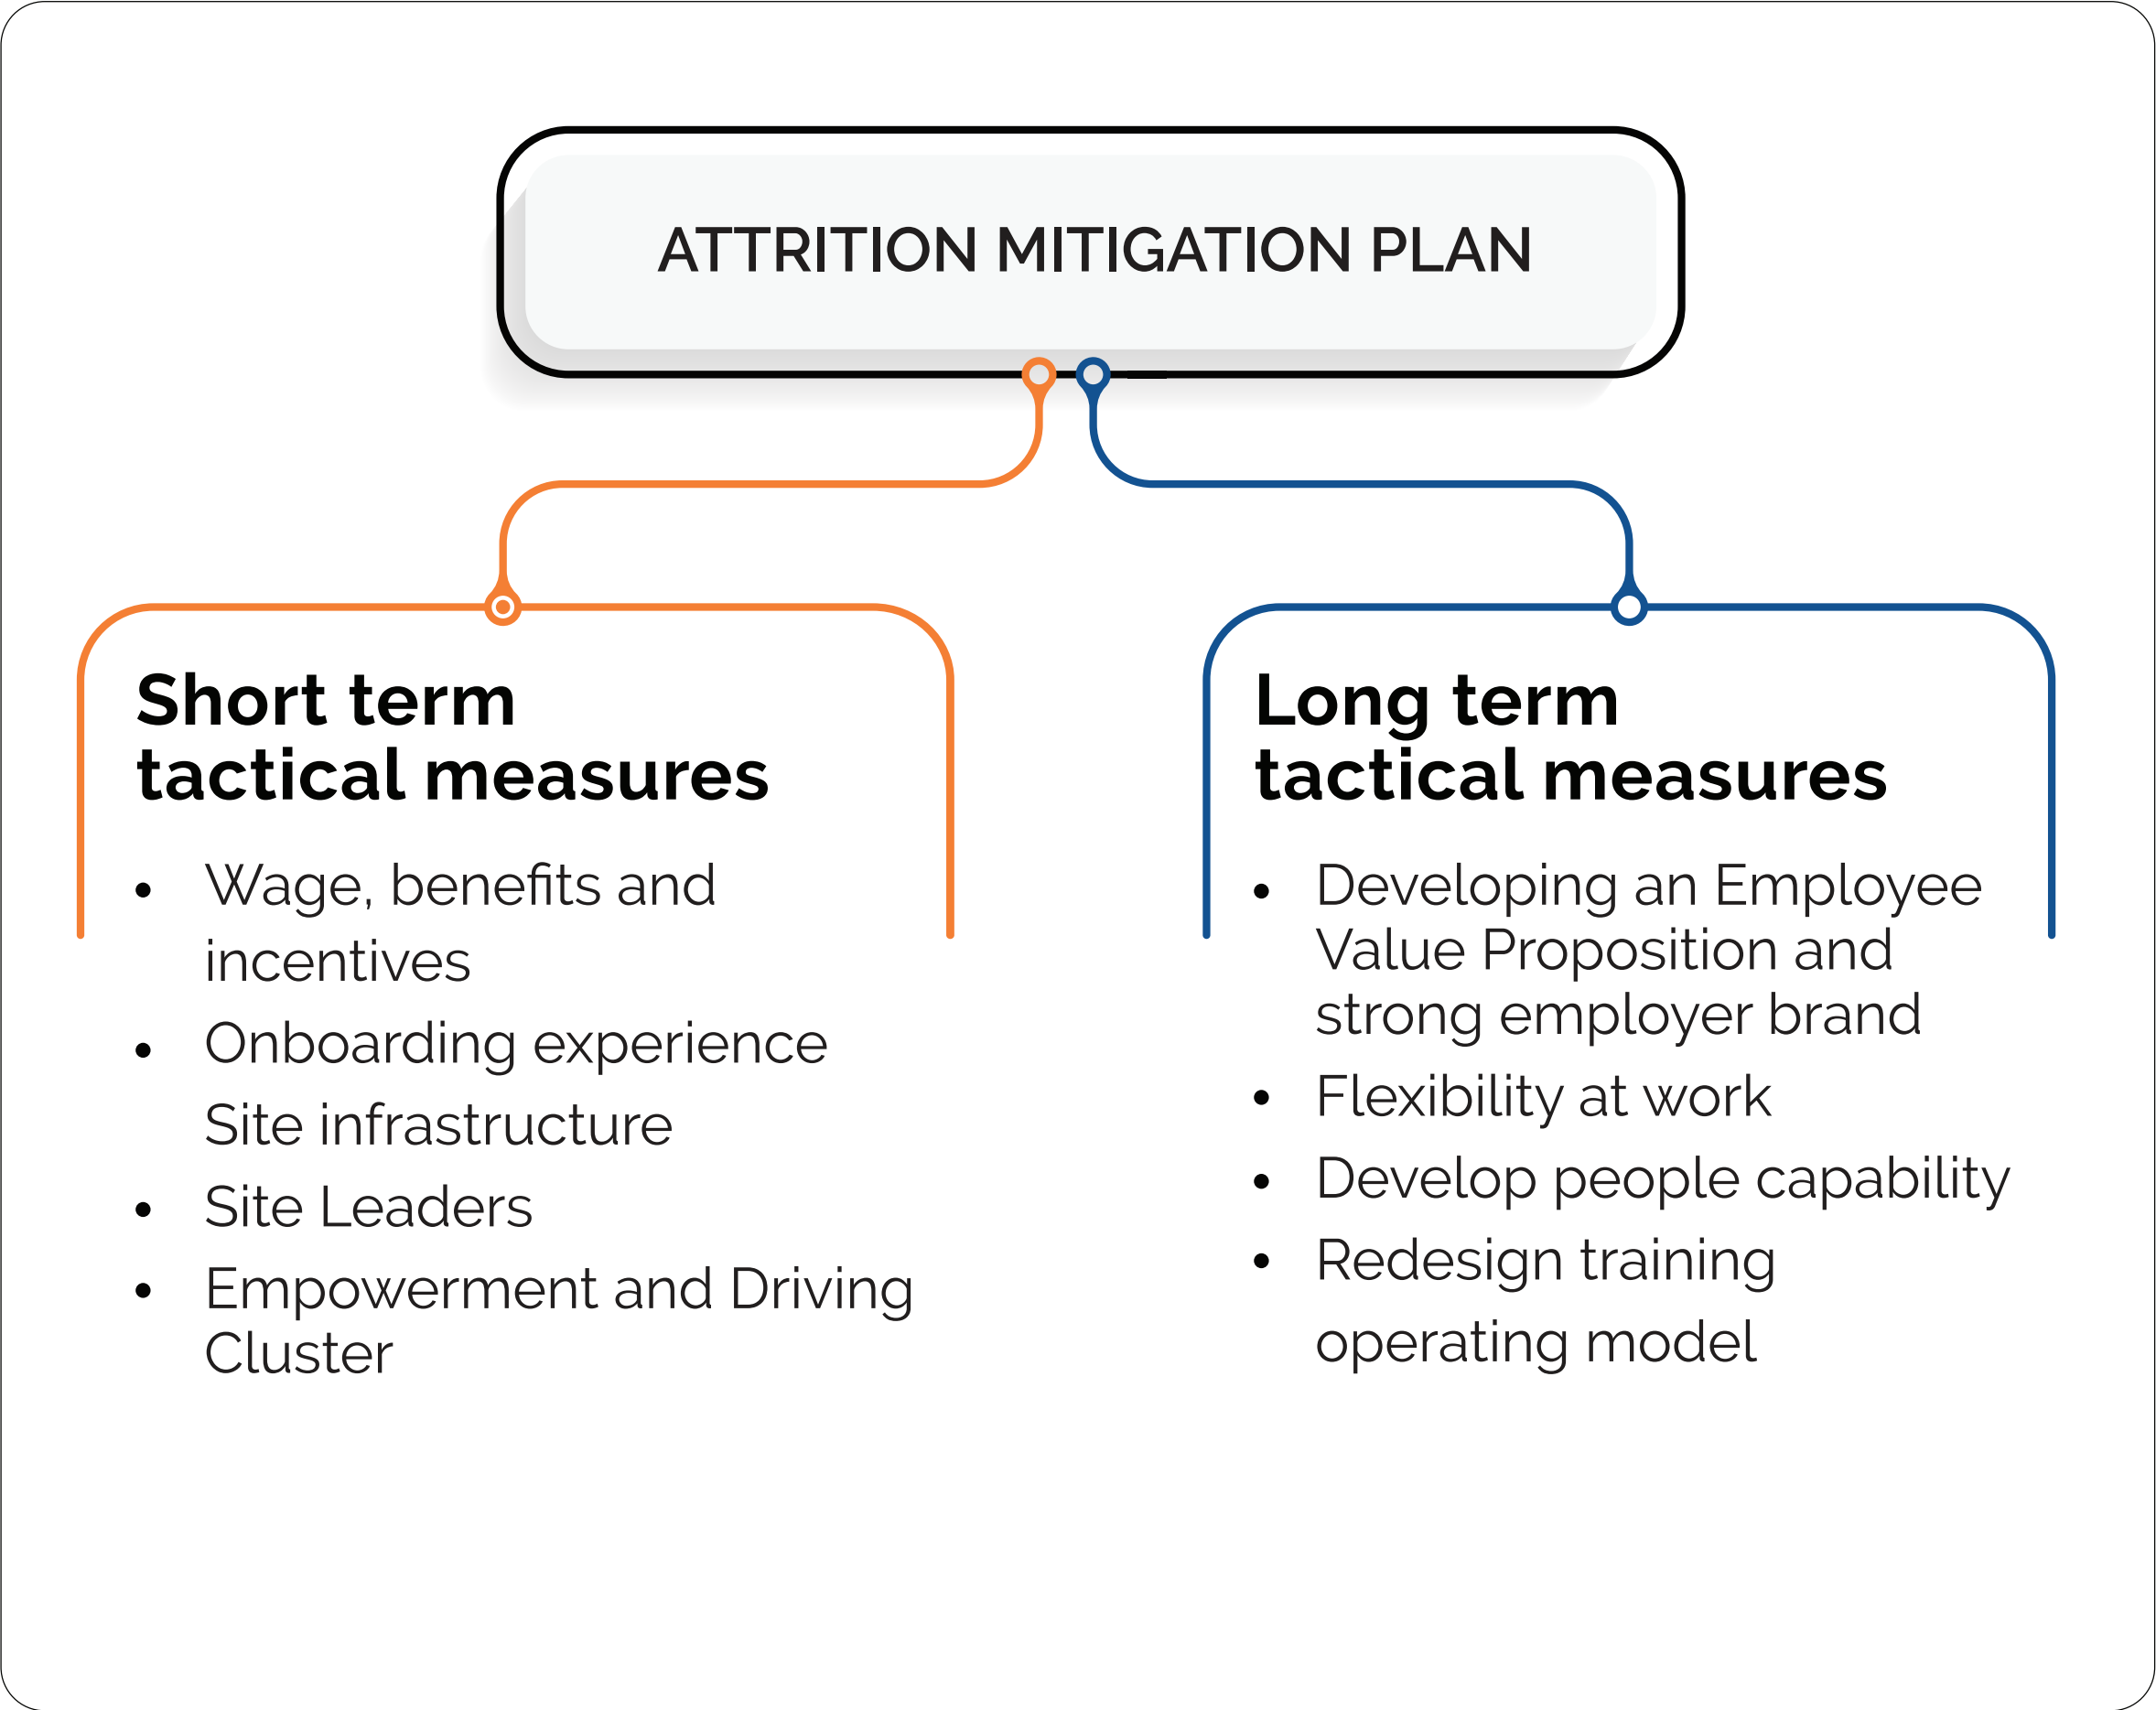 ATTRITION MITIGATION PLAN
Short term
tactical measures
• Wage, benefits and
incentives
• Onboarding experience
Site infrastructure
• Site Leaders
• Empowerment and Driving
Cluster
Long term
tactical measures
• Developing an Employee
Value Proposition and
strong employer brand
• Flexibility at work
• Develop people capability
• Redesign training
operating model